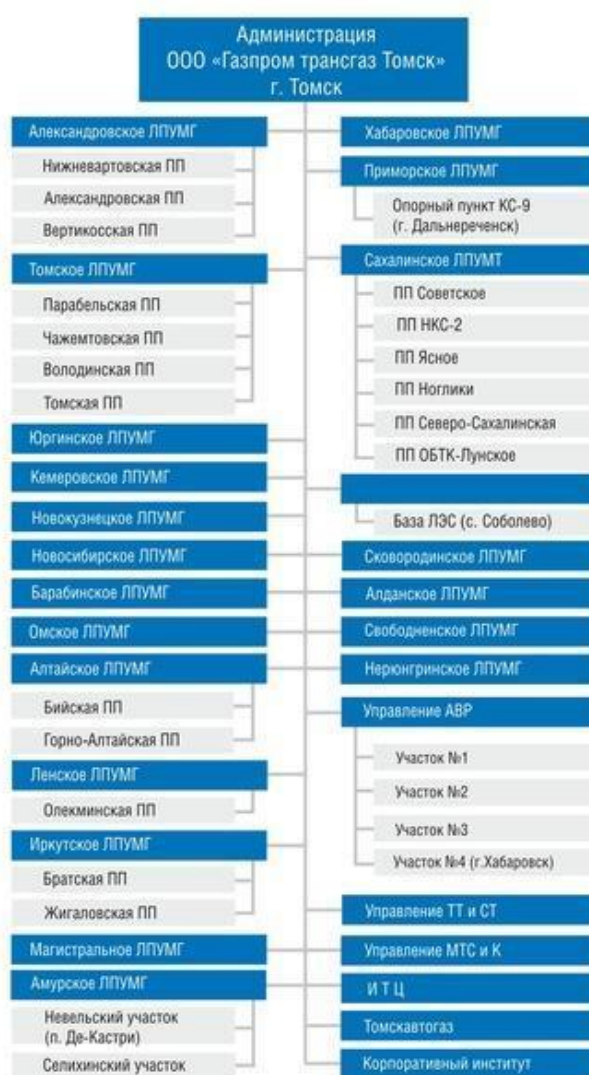 Администрация
ООО «Газпром трансгаз Томск»
г. Томск
Александровское ЛПУМГ
Нижневартовская ПП
Александровская ПП
Вертикосская ПП
Томское ЛПУМГ
Парабельская ПП
Чажемтовская ПП
Володинская ПП
Томская ПП
Юргинское ЛПУМГ
Кемеровское ЛПУМГ
Новокузнецкое ЛПУМГ
Новосибирское ЛПУМГ
Барабинское ЛПУМГ
Омское ЛПУМГ
Алтайское ЛПУМГ
Бийская ПП
Горно-Алтайская ПП
Ленское ЛПУМГ
Олекминская ПП
Иркутское ЛПУМГ
Братская ПП
Жигаловская ПП
Магистральное ЛПУМГ
Амурское ЛПУМГ
Невельский участок
(п. Де-Кастри)
Селихинский участок
Хабаровское ЛПУМГ
Приморское ЛПУМГ
Опорный пункт КС-9
(г. Дальнереченск)
Сахалинское ЛПУМТ
ПП Советское
ПП НКС-2
ПП Ясное
ПП Ноглики
ПП Северо-Сахалинская
ПП ОБТК-Лунское
База ЛЭС (с. Соболево)
Сковородинское ЛПУМГ
Алданское ЛПУМГ
Свободненское ЛПУМГ
Нерюнгринское ЛПУМГ
Управление АВР
Участок №1
Участок №2
Участок №3
Участок №4 (г.Хабаровск)
Управление ТТ и СТ
Управление МТС и К
И Т Ц
Томскавтогаз
Корпоративный институт